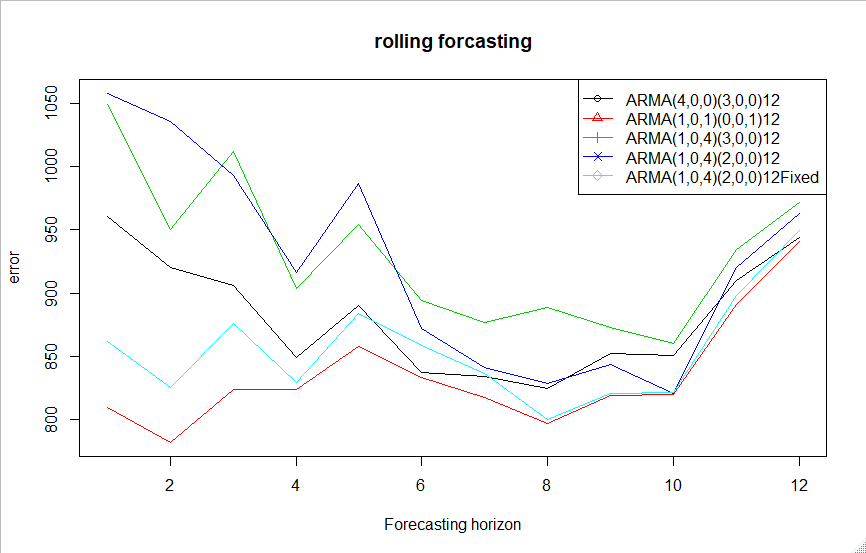 rolling forcasting
ARMA(4,0,0)(3,0,0)12
ARMA(1,0,1)(0,0,1)12
ARMA(1,0,4)(3,0,0)12
ARMA(1,0,4)(2,0,0)12
ARMA(1,0,4)(2,0,0)12Fixed
1050
1000
950
900
850
800
error
2 4 6 8 10 12
Forecasting horizon